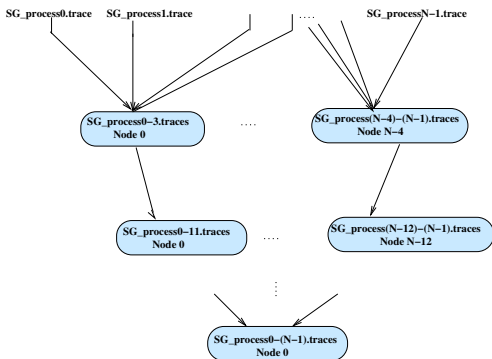 SG_process0.trace SG_process1.trace .... SG_processN-1.trace
SG_process0-3.traces .... SG_process(N-4)-(N-1).traces
Node 0 Node N-4
SG_process0-11.traces .... SG_process(N-12)-(N-1).traces
Node 0 Node N-12
....
SG_process0-(N-1).traces
Node 0